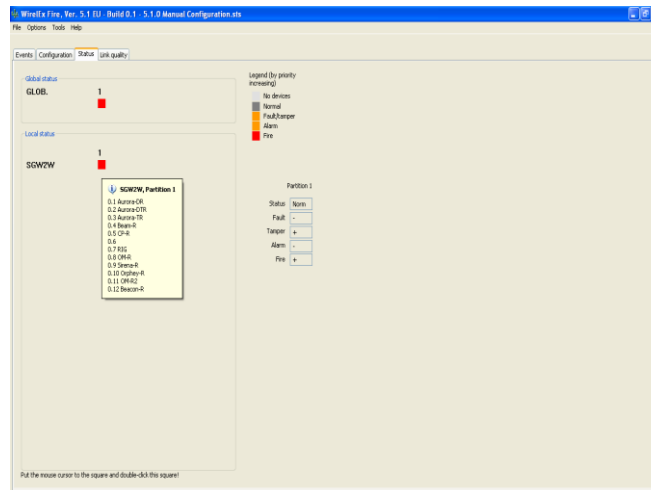 WirelEx Fire, Ver. 5.1 EU - Build 0.1 - 5.1.0 Manual Configuration.sts
File Options Tools Help
Events Configuration Status Link quality
Global status
GLOB. 1
Local status
1
SGW2W
SGW2W, Partition 1
0.1 Aurora-DR
0.2 Aurora-DTR
0.3 Aurora-TR
0.4 Beam-R
0.5 CP-R
0.6
0.7 RIG
0.8 OM-R
0.9 Sirena-R
0.10 Orphey-R
0.11 OM-R2
0.12 Beacon-R
Legend (by priority
increasing)
No devices
Normal
Fault/tamper
Alarm
Fire
Partition 1
Status Norm
Fault -
Tamper +
Alarm -
Fire +
Put the mouse cursor to the square and double-click this square!